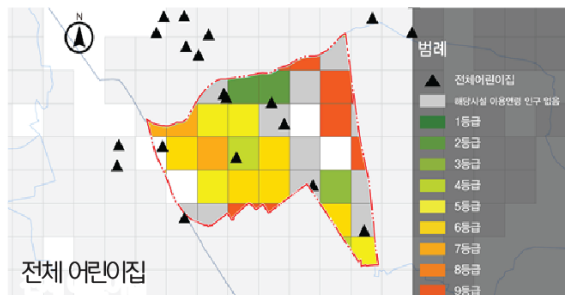 N
범례
전체어린이집
해당시설 이용연령 인구 없음
1등급
2등급
3등급
4등급
5등급
6등급
7등급
8등급
9등급
전체 어린이집